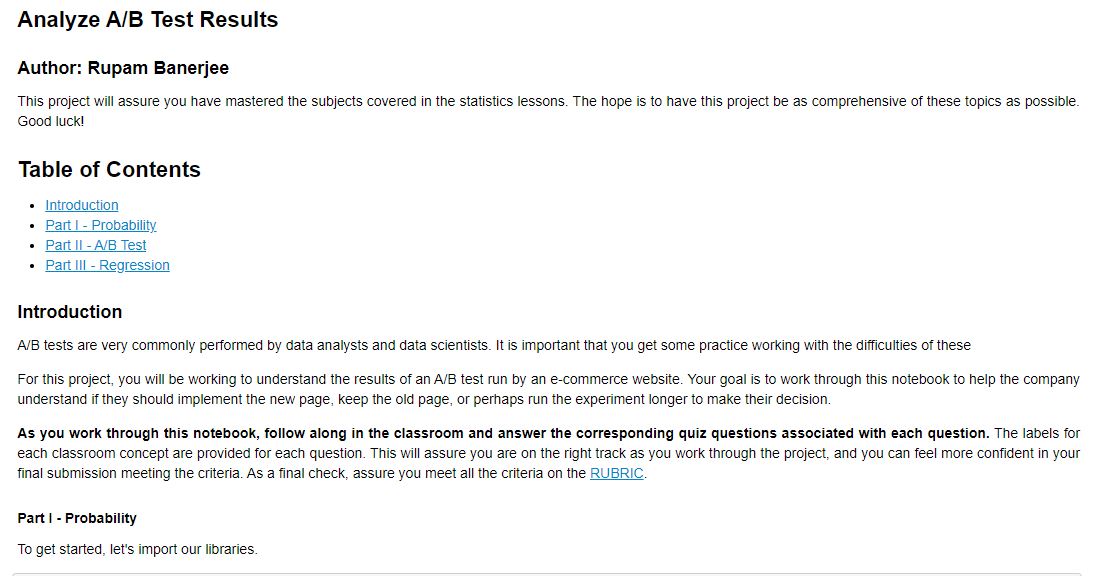 Analyze A/B Test Results
Author: Rupam Banerjee
This project will assure you have mastered the subjects covered in the statistics lessons. The hope is to have this project be as comprehensive of these topics as possible.
Good luck!
Table of Contents
Introduction
Part I - Probability
Part II - A/B Test
Part III - Regression
Introduction
A/B tests are very commonly performed by data analysts and data scientists. It is important that you get some practice working with the difficulties of these
For this project, you will be working to understand the results of an A/B test run by an e-commerce website. Your goal is to work through this notebook to help the company
understand if they should implement the new page, keep the old page, or perhaps run the experiment longer to make their decision.
As you work through this notebook, follow along in the classroom and answer the corresponding quiz questions associated with each question. The labels for
each classroom concept are provided for each question. This will assure you are on the right track as you work through the project, and you can feel more confident in your
final submission meeting the criteria. As a final check, assure you meet all the criteria on the RUBRIC.
Part I - Probability
To get started, let's import our libraries.